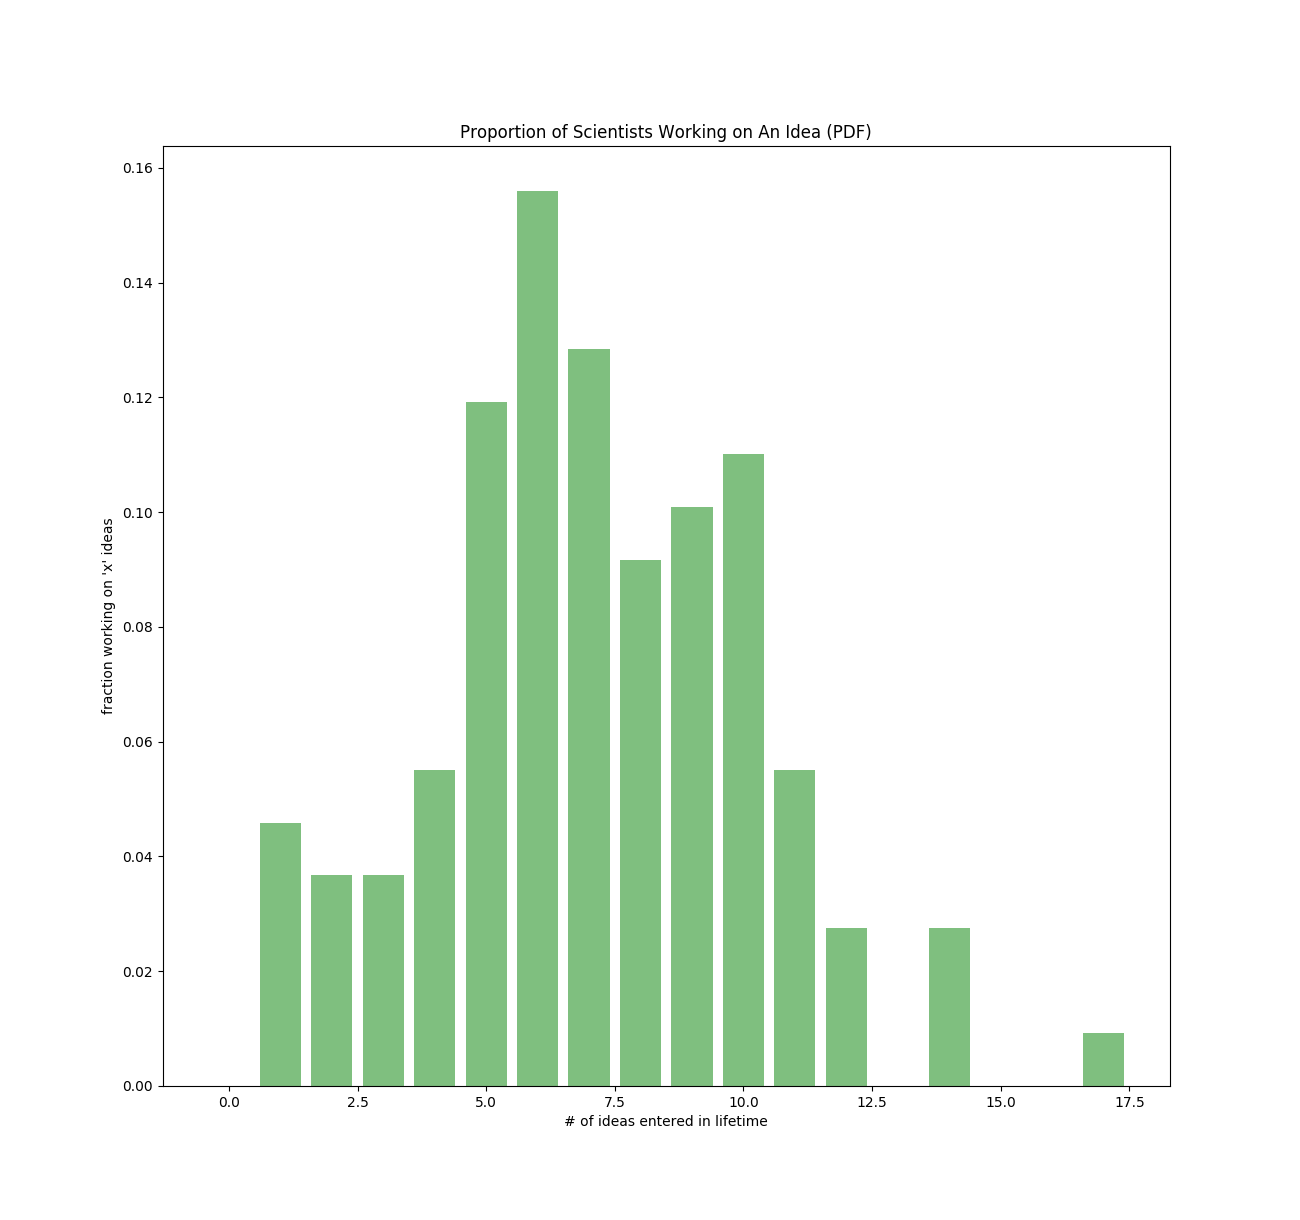 Proportion of Scientists Working on An Idea (PDF)
0.16
0.14
0.12
0.10
0.08
0.06
0.04
0.02
0.00
fraction working on 'x' ideas
0.0 2.5 5.0 7.5 10.0 12.5 15.0 17.5
# of ideas entered in lifetime